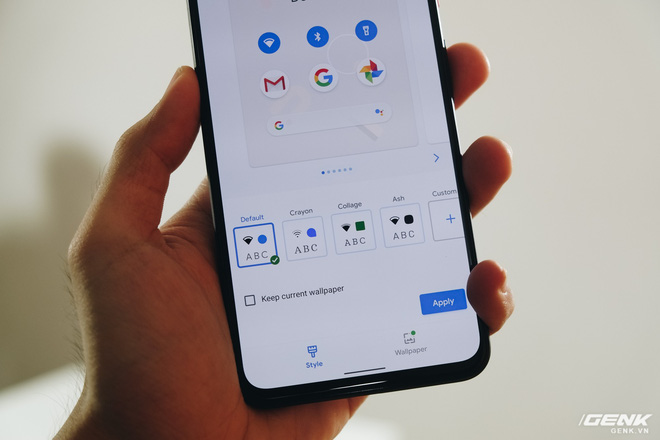 Default
Crayon
Collage
Ash
Custom
ABC
ABC
ABC
ABC
Keep current wallpaper
Apply
Style
Wallpaper
GENK
GENK.VN